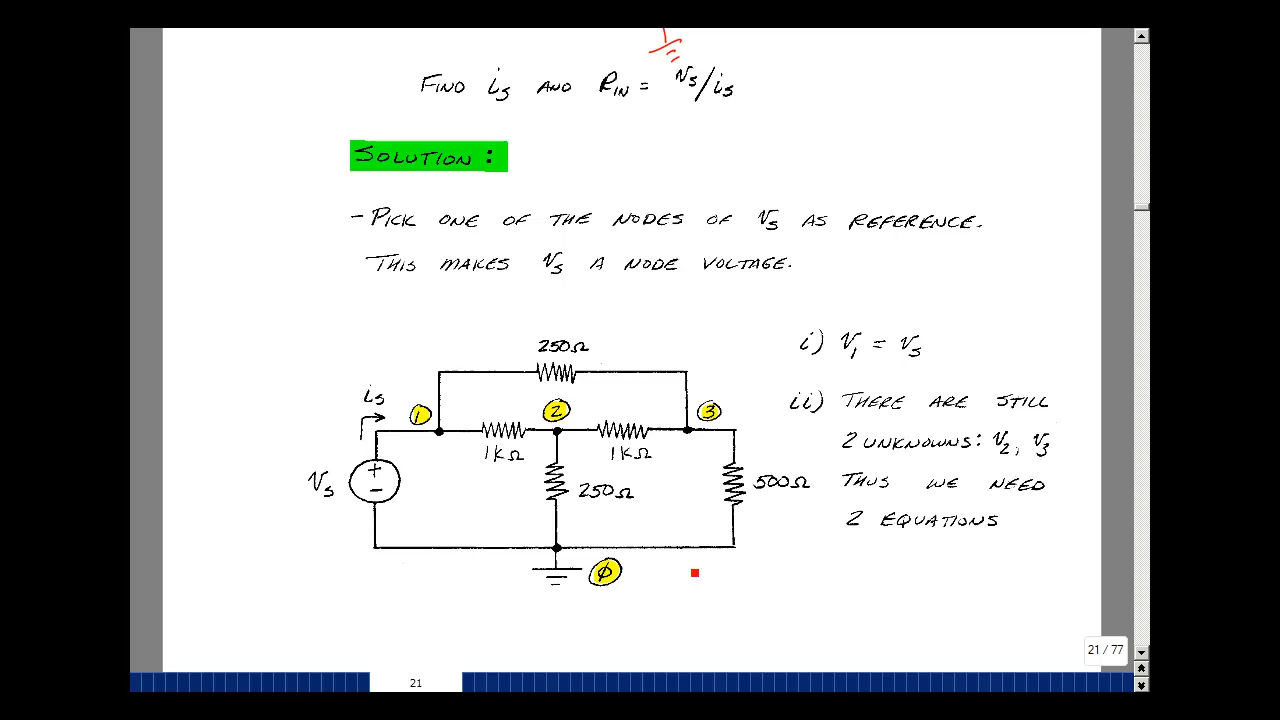 FIND is AND RIN = Vs/is
SOLUTION :
- PICK ONE OF THE NODES OF Vs AS REFERENCE.
THIS MAKES Vs A NODE VOLTAGE.
250Ω
is
1
2
3
1kΩ
1kΩ
Vs
+
−
250Ω
500Ω
φ
i) V1 = Vs
ii) THERE ARE STILL
2 UNKNOWNS: V2, V3
THUS WE NEED
2 EQUATIONS
21 / 77
21